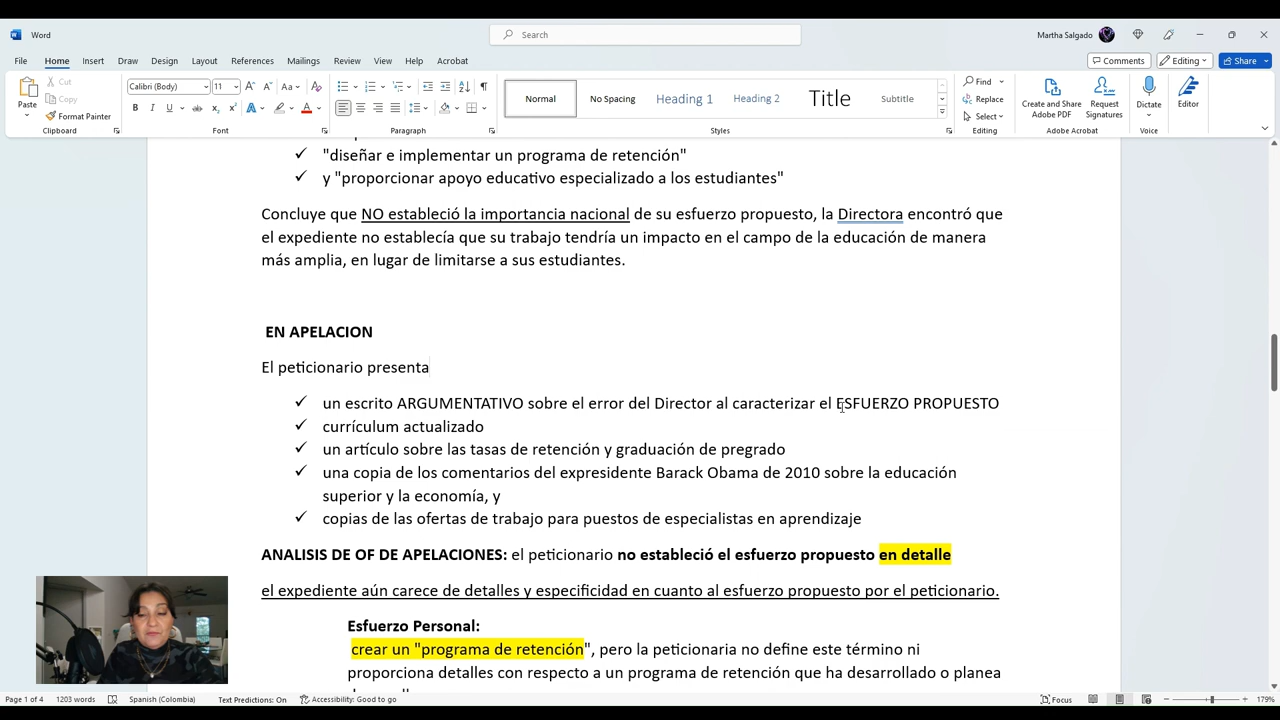 Word
Search
Martha Salgado
File Home Insert Draw Design Layout References Mailings Review View Help Acrobat
Comments Editing Share
Paste
Cut
Copy
Format Painter
Clipboard
Calibri (Body) 11
Font
Paragraph
Normal No Spacing Heading 1 Heading 2 Title Subtitle
Styles
Find
Replace
Select
Editing
Create and Share
Adobe PDF
Request
Signatures
Adobe Acrobat
Dictate
Voice
Editor
✓ "diseñar e implementar un programa de retención"
✓ y "proporcionar apoyo educativo especializado a los estudiantes"
Concluye que NO estableció la importancia nacional de su esfuerzo propuesto, la Directora encontró que
el expediente no establecía que su trabajo tendría un impacto en el campo de la educación de manera
más amplia, en lugar de limitarse a sus estudiantes.
EN APELACION
El peticionario presenta
✓ un escrito ARGUMENTATIVO sobre el error del Director al caracterizar el ESFUERZO PROPUESTO
✓ currículum actualizado
✓ un artículo sobre las tasas de retención y graduación de pregrado
✓ una copia de los comentarios del expresidente Barack Obama de 2010 sobre la educación
superior y la economía, y
✓ copias de las ofertas de trabajo para puestos de especialistas en aprendizaje
ANALISIS DE OF DE APELACIONES: el peticionario no estableció el esfuerzo propuesto en detalle
el expediente aún carece de detalles y especificidad en cuanto al esfuerzo propuesto por el peticionario.
Esfuerzo Personal:
crear un "programa de retención", pero la peticionaria no define este término ni
proporciona detalles con respecto a un programa de retención que ha desarrollado o planea
Page 1 of 4 1203 words Spanish (Colombia) Text Predictions: On Accessibility: Good to go Focus 179%